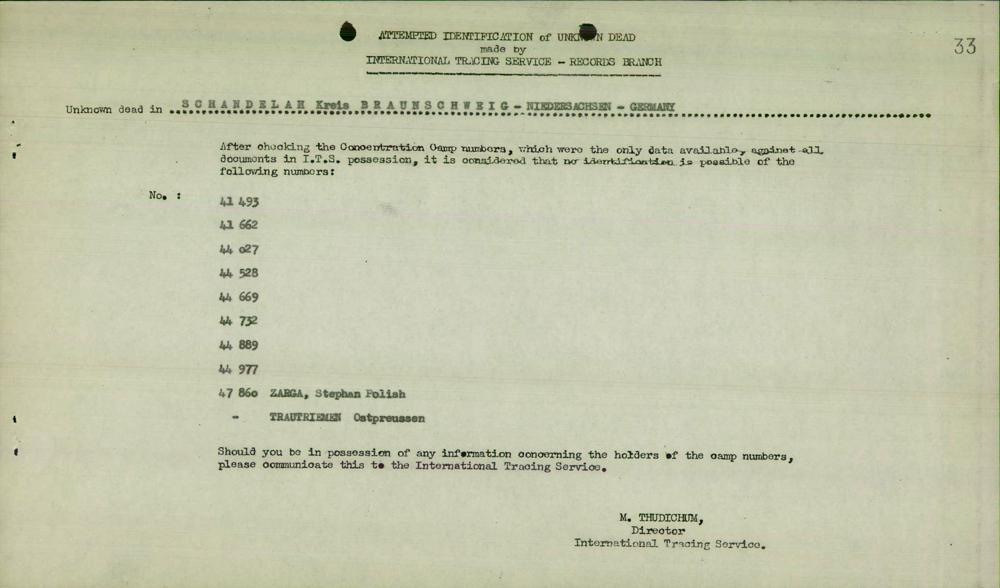 ATTEMPTED IDENTIFICATION of UNKNOWN DEAD
made by
INTERNATIONAL TRACING SERVICE - RECORDS BRANCH
33
Unknown dead in SCHANDELAH Kreis BRAUNSCHWEIG - NIEDERSACHSEN - GERMANY
After checking the Concentration Camp numbers, which were the only data available, against all
documents in I.T.S. possession, it is considered that no identification is possible of the
following numbers:
No. :
41 493
41 662
44 027
44 528
44 669
44 732
44 889
44 977
47 860 ZARGA, Stephan Polish
- TRAUTRIEMEN Ostpreussen
Should you be in possession of any information concerning the holders of the camp numbers,
please communicate this to the International Tracing Service.
M. THUDICHUM,
Director
International Tracing Service.